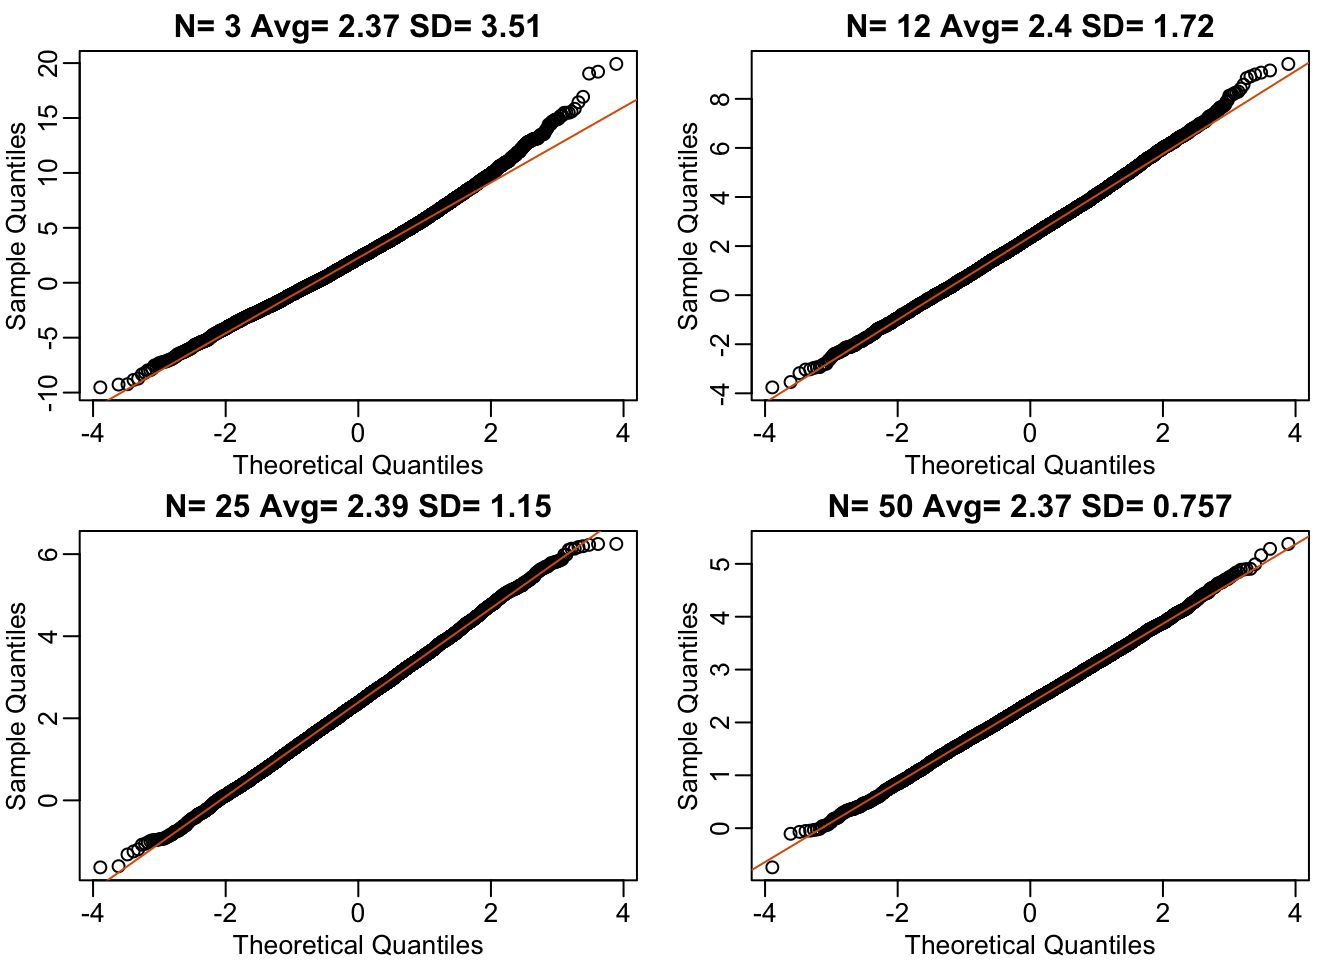 N= 3 Avg= 2.37 SD= 3.51
20
15
10
5
0
-5
-10
Sample Quantiles
-4 -2 0 2 4
Theoretical Quantiles
N= 12 Avg= 2.4 SD= 1.72
8
6
4
2
0
-2
-4
Sample Quantiles
-4 -2 0 2 4
Theoretical Quantiles
N= 25 Avg= 2.39 SD= 1.15
6
4
2
0
Sample Quantiles
-4 -2 0 2 4
Theoretical Quantiles
N= 50 Avg= 2.37 SD= 0.757
5
4
3
2
1
0
Sample Quantiles
-4 -2 0 2 4
Theoretical Quantiles